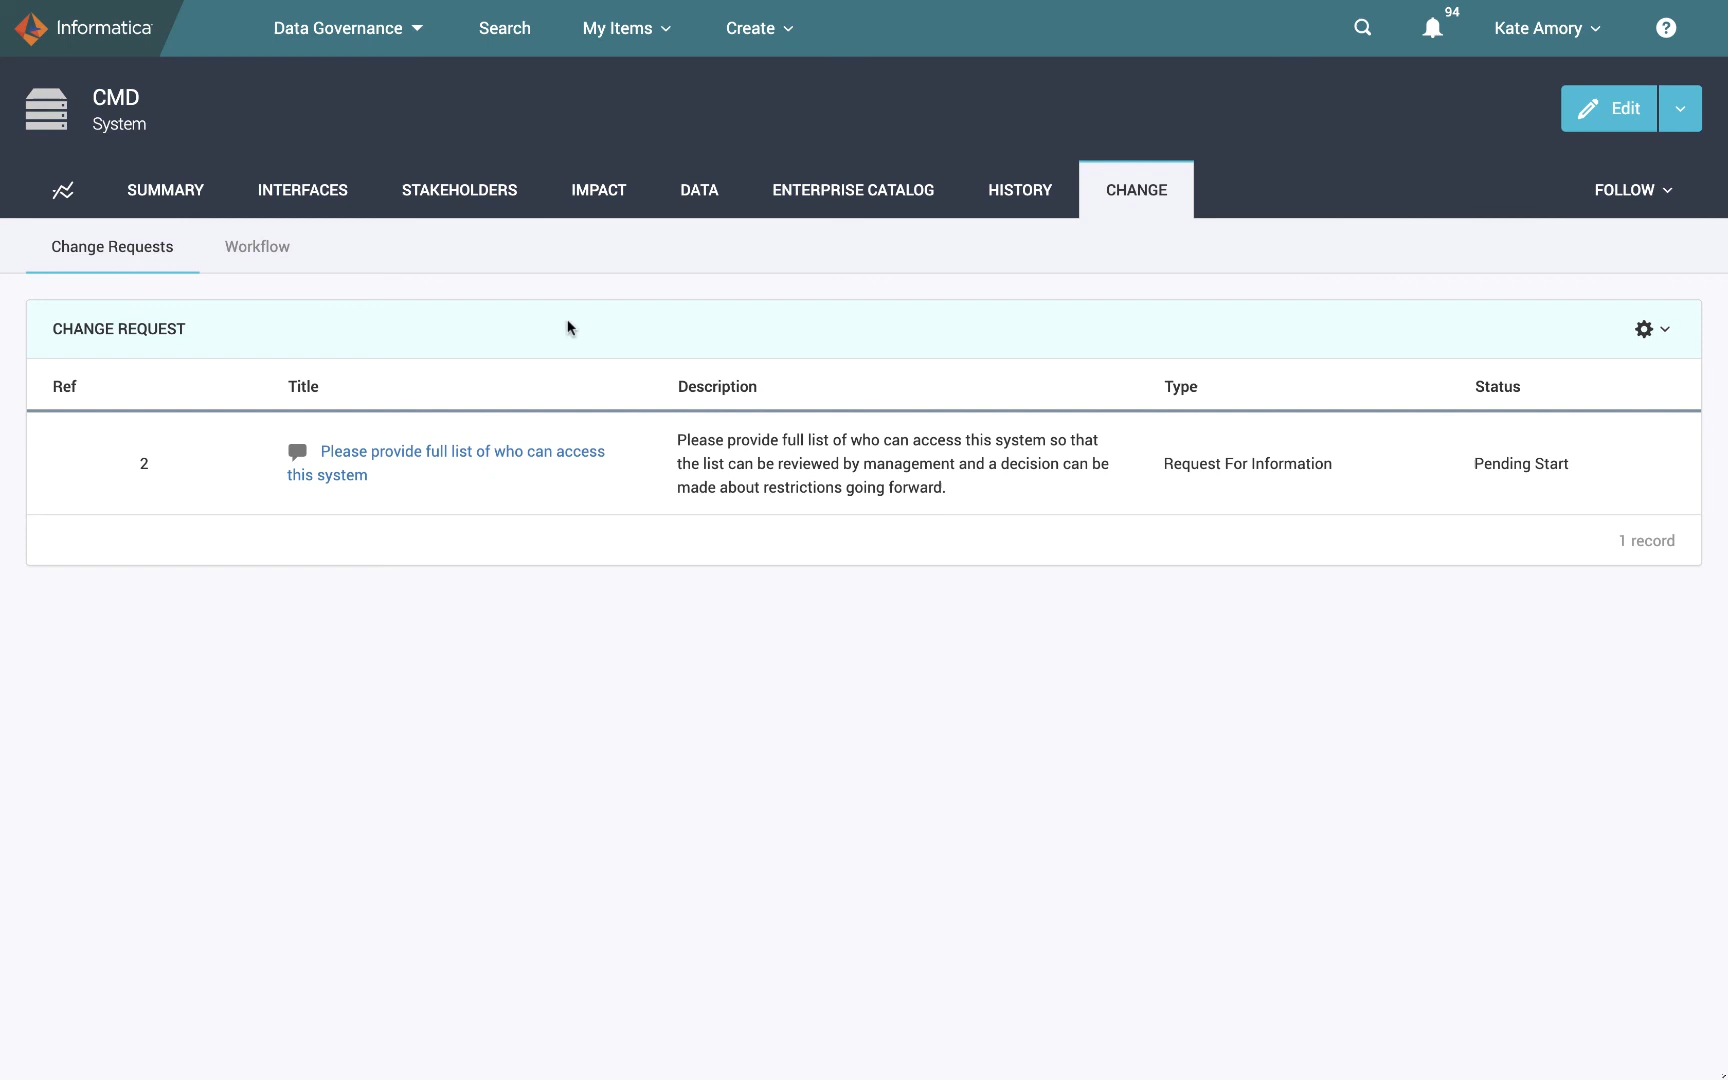 Informatica
Data Governance
Search
My Items
Create
94
Kate Amory
?
CMD
System
Edit
SUMMARY
INTERFACES
STAKEHOLDERS
IMPACT
DATA
ENTERPRISE CATALOG
HISTORY
CHANGE
FOLLOW
Change Requests
Workflow
CHANGE REQUEST
Ref
Title
Description
Type
Status
2
Please provide full list of who can access
this system
Please provide full list of who can access this system so that
the list can be reviewed by management and a decision can be
made about restrictions going forward.
Request For Information
Pending Start
1 record